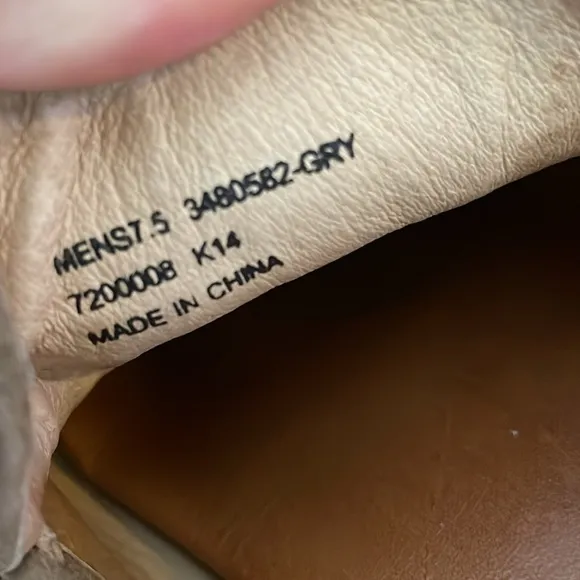 MENS7.5 3480582-GRY
7200008 K14
MADE IN CHINA